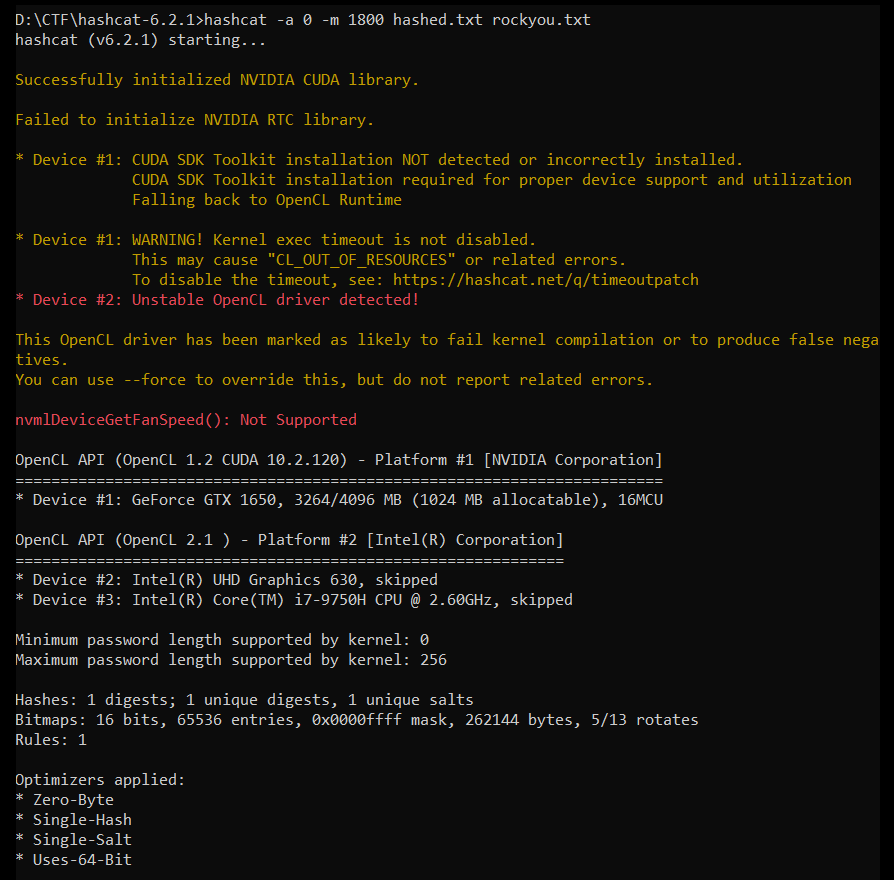 D:\CTF\hashcat-6.2.1>hashcat -a 0 -m 1800 hashed.txt rockyou.txt
hashcat (v6.2.1) starting...
Successfully initialized NVIDIA CUDA library.
Failed to initialize NVIDIA RTC library.
* Device #1: CUDA SDK Toolkit installation NOT detected or incorrectly installed.
CUDA SDK Toolkit installation required for proper device support and utilization
Falling back to OpenCL Runtime
* Device #1: WARNING! Kernel exec timeout is not disabled.
This may cause "CL_OUT_OF_RESOURCES" or related errors.
To disable the timeout, see: https://hashcat.net/q/timeoutpatch
* Device #2: Unstable OpenCL driver detected!
This OpenCL driver has been marked as likely to fail kernel compilation or to produce false nega
tives.
You can use --force to override this, but do not report related errors.
nvmlDeviceGetFanSpeed(): Not Supported
OpenCL API (OpenCL 1.2 CUDA 10.2.120) - Platform #1 [NVIDIA Corporation]
========================================================================
* Device #1: GeForce GTX 1650, 3264/4096 MB (1024 MB allocatable), 16MCU
OpenCL API (OpenCL 2.1 ) - Platform #2 [Intel(R) Corporation]
=============================================================
* Device #2: Intel(R) UHD Graphics 630, skipped
* Device #3: Intel(R) Core(TM) i7-9750H CPU @ 2.60GHz, skipped
Minimum password length supported by kernel: 0
Maximum password length supported by kernel: 256
Hashes: 1 digests; 1 unique digests, 1 unique salts
Bitmaps: 16 bits, 65536 entries, 0x0000ffff mask, 262144 bytes, 5/13 rotates
Rules: 1
Optimizers applied:
* Zero-Byte
* Single-Hash
* Single-Salt
* Uses-64-Bit